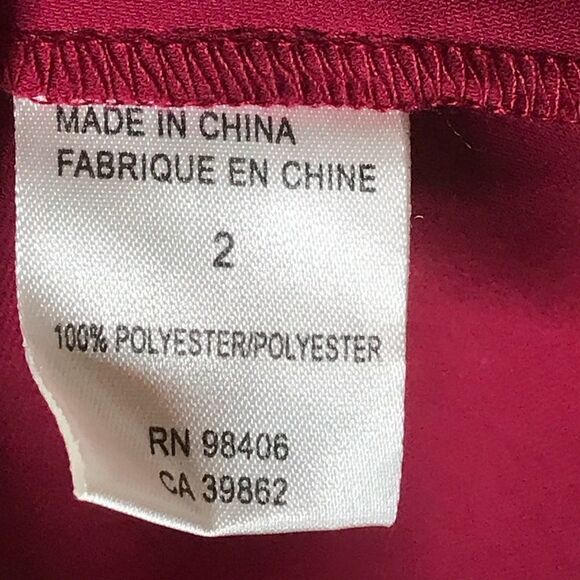 MADE IN CHINA
FABRIQUE EN CHINE
2
100% POLYESTER/POLYESTER
RN 98406
CA 39862